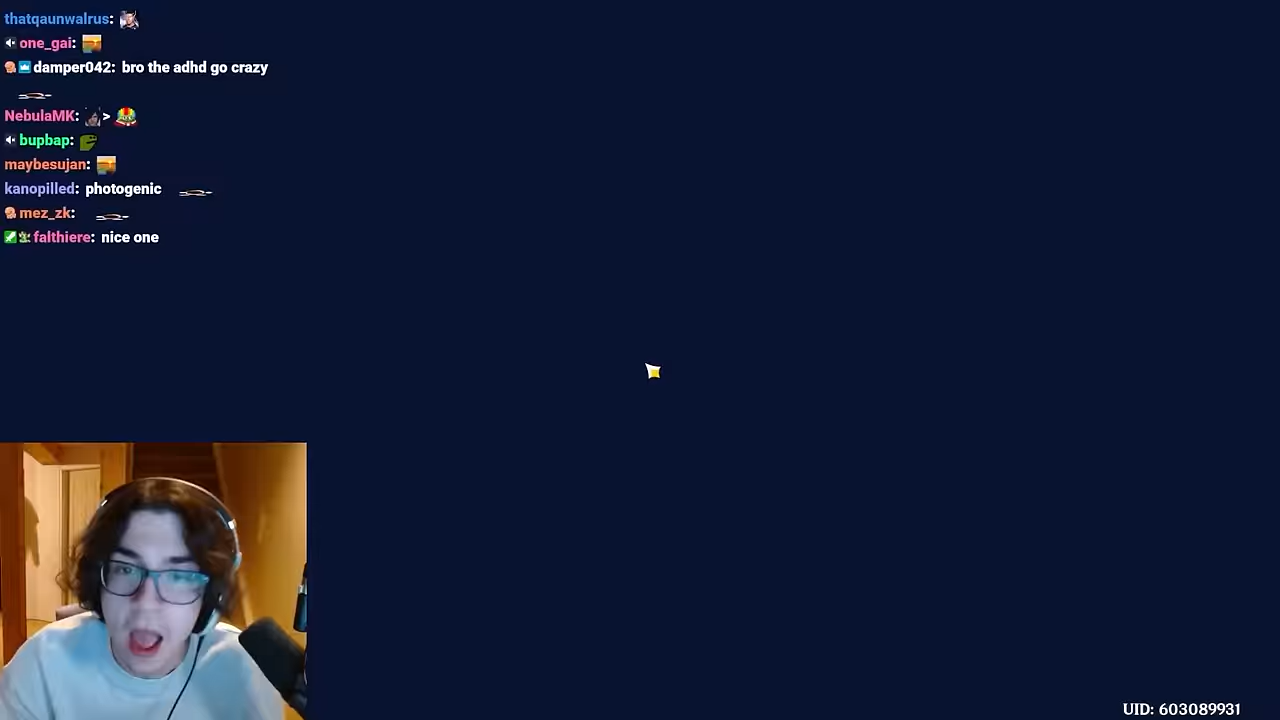 thatqaunwalrus:
one_gai:
damper042: bro the adhd go crazy
NebulaMK: >
bupbap:
maybesujan:
kanopilled: photogenic
mez_zk:
falthiere: nice one
UID: 603089931